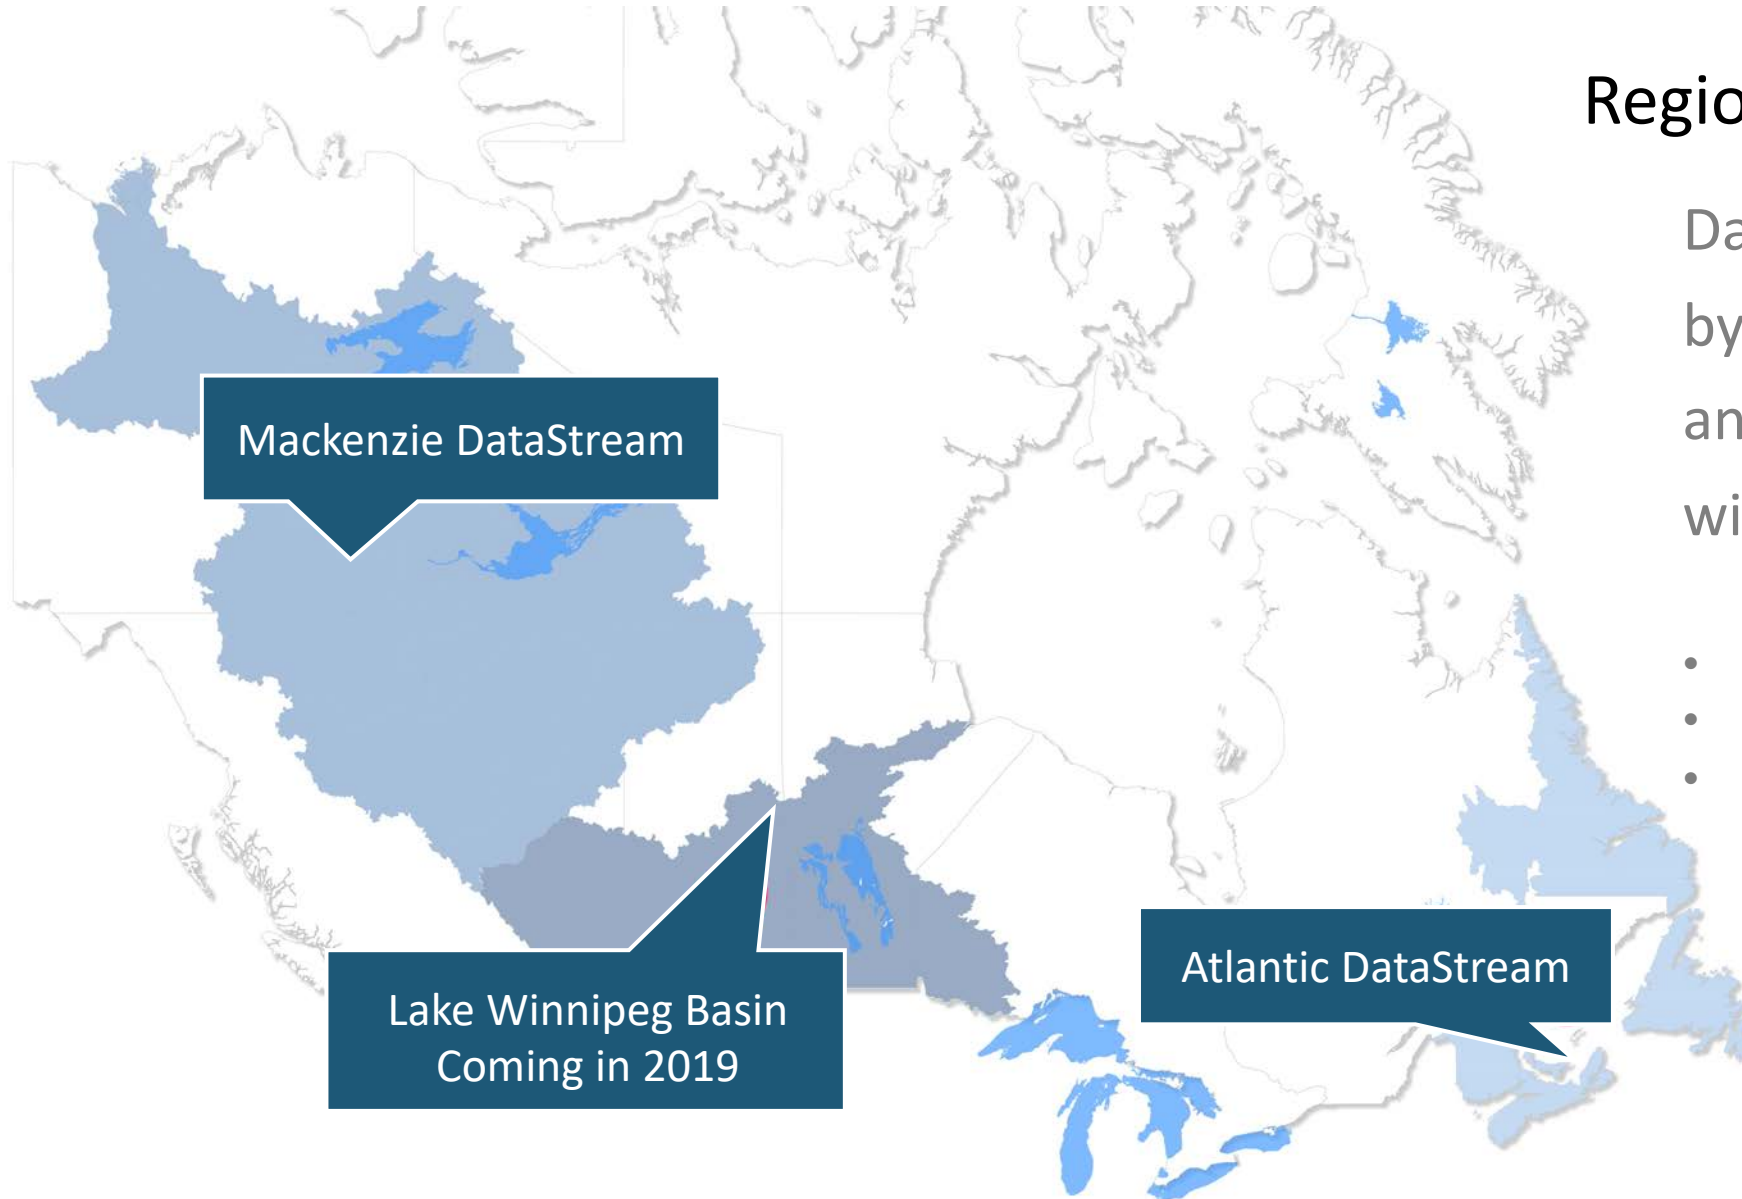 Regio
Da
by
an
wi
•
•
•
Mackenzie DataStream
Lake Winnipeg Basin
Coming in 2019
Atlantic DataStream